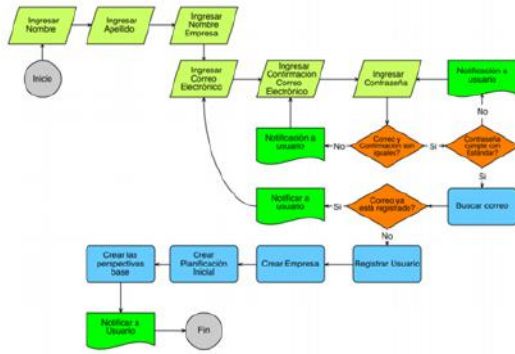 Ingresar
Nombre
Ingresar
Apellido
Ingresar
Nombre
Empresa
Inicio
Ingresar
Correo
Electrónico
Ingresar
Confirmación
Correo
Electrónico
Ingresar
Contraseña
Notificación a
usuario
No
Notificación a
usuario
No
Correo y
Confirmación son
iguales?
Si
Contraseña
cumple con
Estándar?
Si
Notificar a
usuario
Si
Correo ya
está registrado?
Buscar correo
No
Crear las
perspectivas
base
Crear
Planificación
Inicial
Crear Empresa
Registrar Usuario
Notificar a
Usuario
Fin